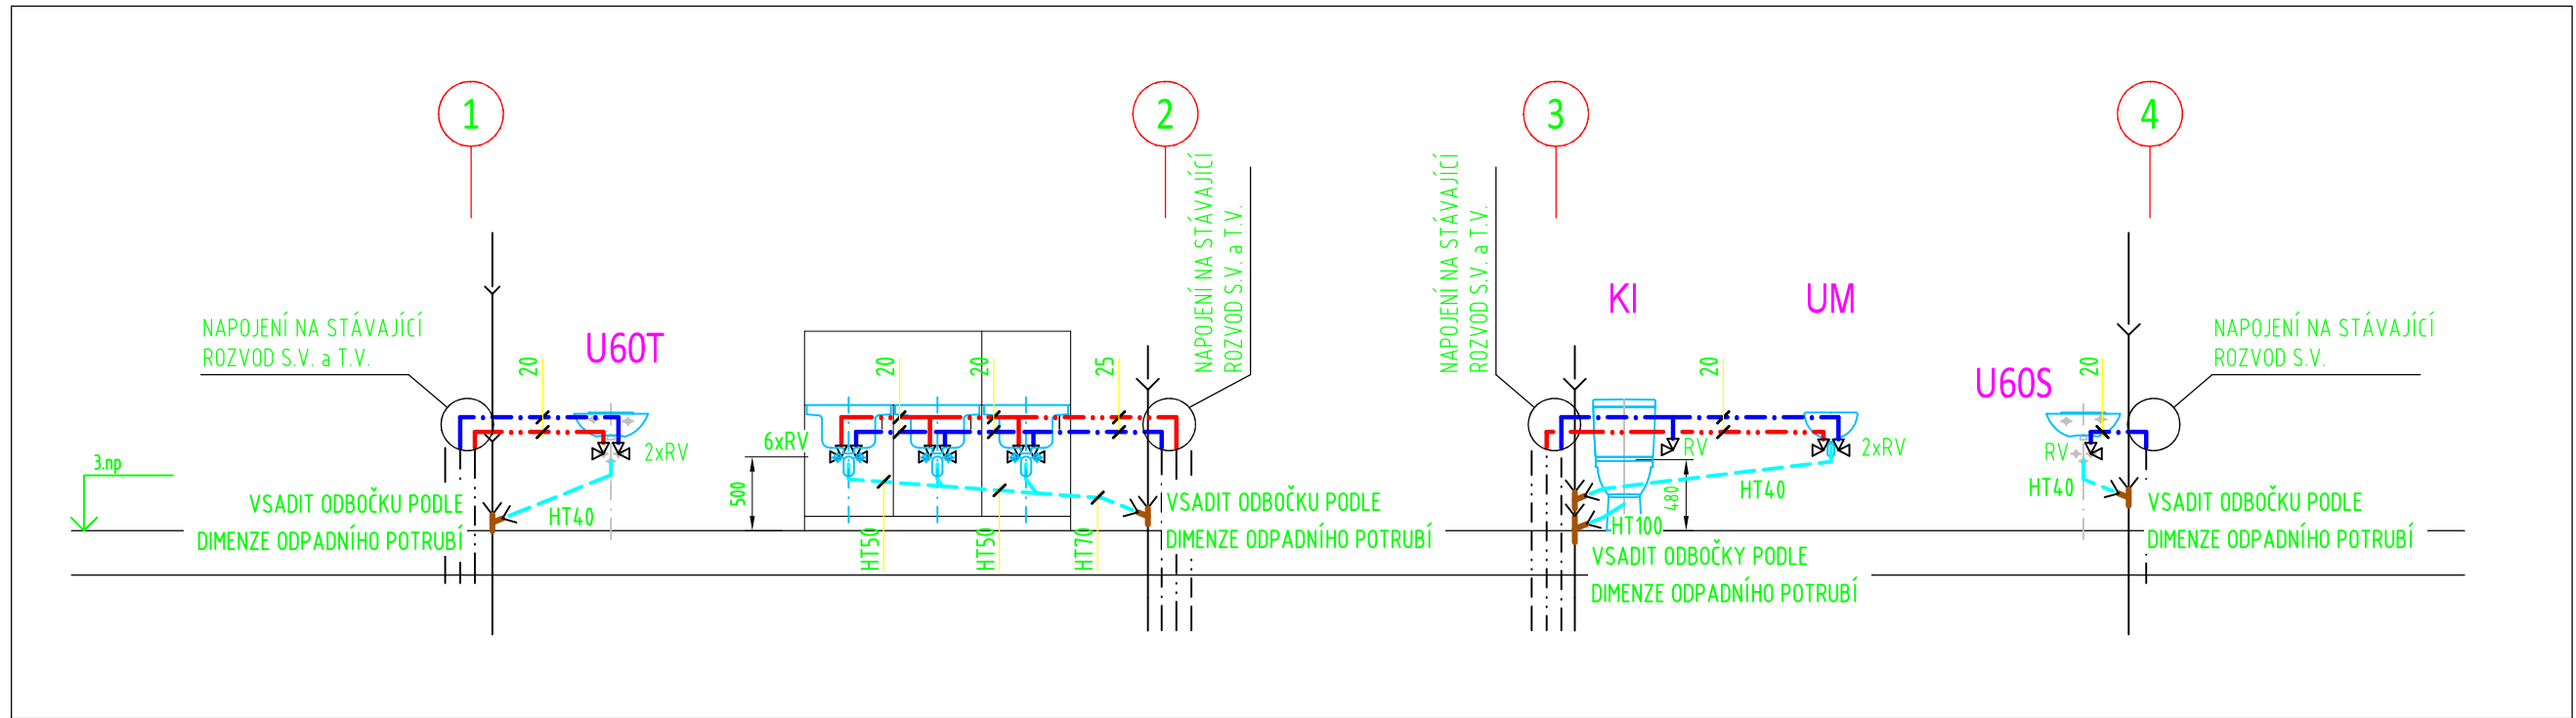 1
2
3
4
NAPOJENÍ NA STÁVAJÍCÍ
ROZVOD S.V. a T.V.
U60T
20
2xRV
3.np
VSADIT ODBOČKU PODLE
DIMENZE ODPADNÍHO POTRUBÍ
HT40
6xRV
500
20
20
25
HT50
HT50
HT70
NAPOJENÍ NA STÁVAJÍCÍ
ROZVOD S.V. a T.V.
VSADIT ODBOČKU PODLE
DIMENZE ODPADNÍHO POTRUBÍ
NAPOJENÍ NA STÁVAJÍCÍ
ROZVOD S.V. a T.V.
KI
UM
20
RV
2xRV
480
HT40
HT100
VSADIT ODBOČKY PODLE
DIMENZE ODPADNÍHO POTRUBÍ
U60S
20
RV
HT40
NAPOJENÍ NA STÁVAJÍCÍ
ROZVOD S.V.
VSADIT ODBOČKU PODLE
DIMENZE ODPADNÍHO POTRUBÍ